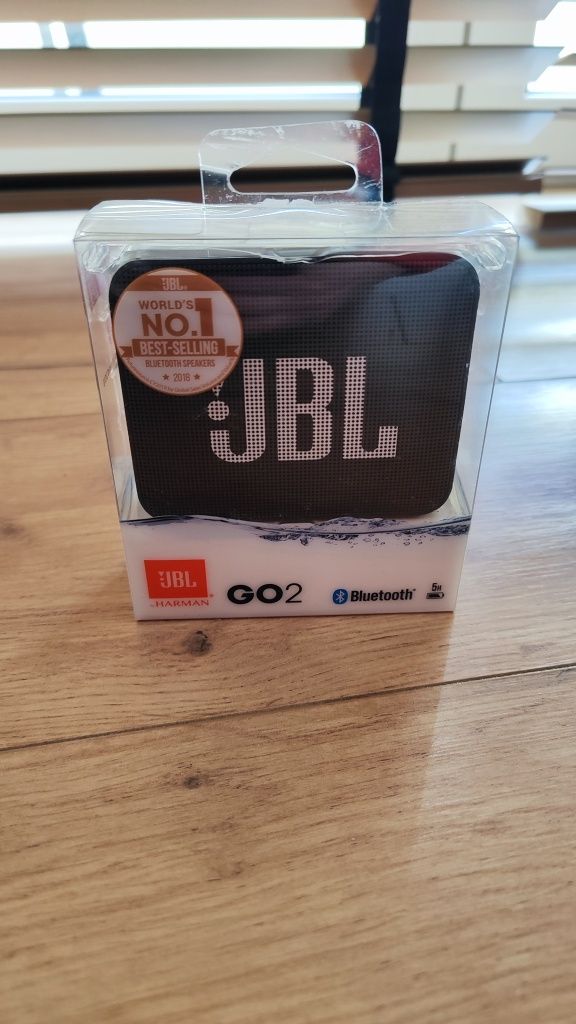 JBL
WORLD'S
NO.1
BEST-SELLING
BLUETOOTH SPEAKERS
★ 2018 ★
JBL
JBL
by HARMAN
GO2
Bluetooth
5H